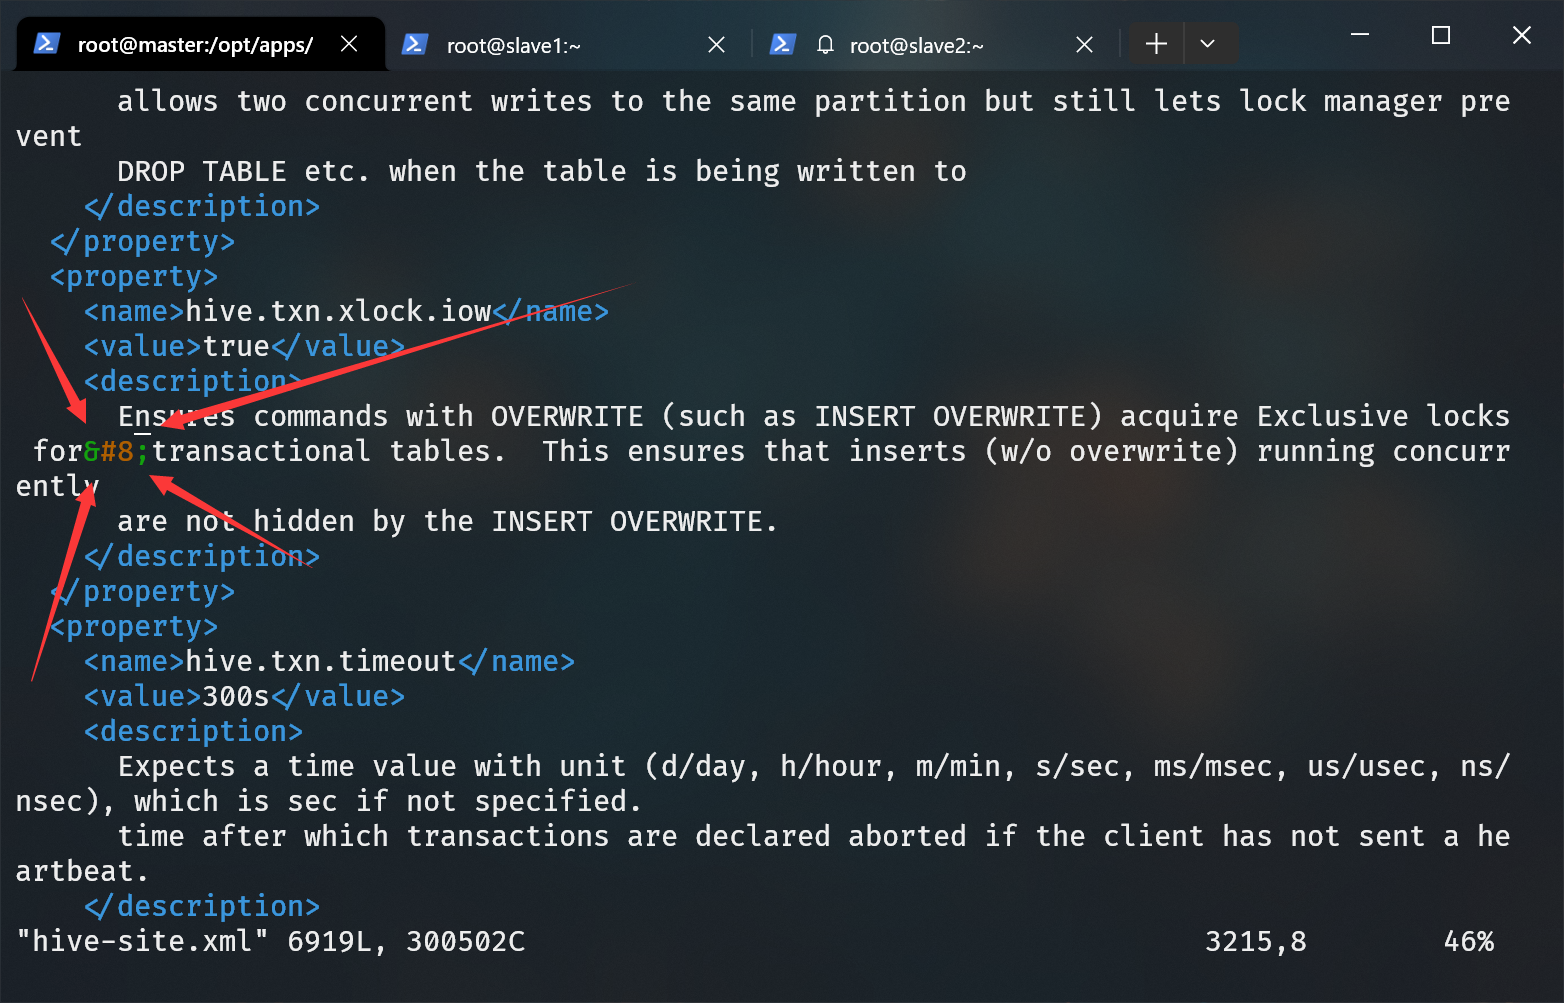 root@master:/opt/apps/
root@slave1:~
root@slave2:~
allows two concurrent writes to the same partition but still lets lock manager pre
vent
DROP TABLE etc. when the table is being written to
</description>
</property>
<property>
<name>hive.txn.xlock.iow</name>
<value>true</value>
<description>
Ensures commands with OVERWRITE (such as INSERT OVERWRITE) acquire Exclusive locks
for&#8;transactional tables.  This ensures that inserts (w/o overwrite) running concurr
ently
are not hidden by the INSERT OVERWRITE.
</description>
</property>
<property>
<name>hive.txn.timeout</name>
<value>300s</value>
<description>
Expects a time value with unit (d/day, h/hour, m/min, s/sec, ms/msec, us/usec, ns/
nsec), which is sec if not specified.
time after which transactions are declared aborted if the client has not sent a he
artbeat.
</description>
"hive-site.xml" 6919L, 300502C 3215,8 46%